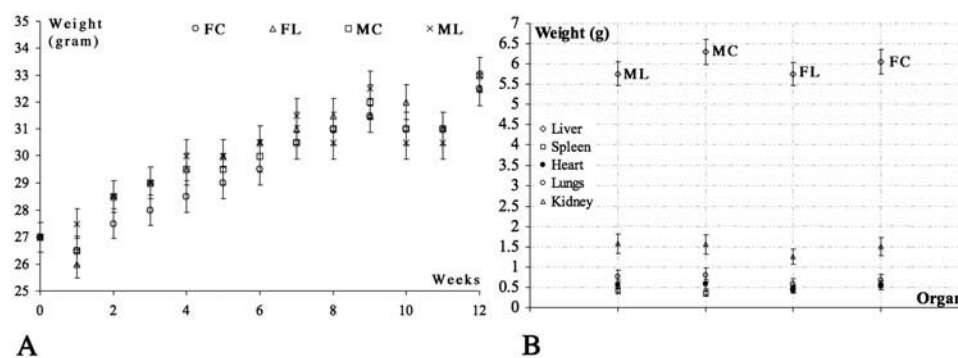 Weight
(gram)
FC FL MC ML
35
34
33
32
31
30
29
28
27
26
25
Weeks
0 2 4 6 8 10 12
A
Weight (g)
7
6.5
6
5.5
5
4.5
4
3.5
3
2.5
2
1.5
1
0.5
0
ML
MC
FL
FC
Liver
Spleen
Heart
Lungs
Kidney
Organ
B